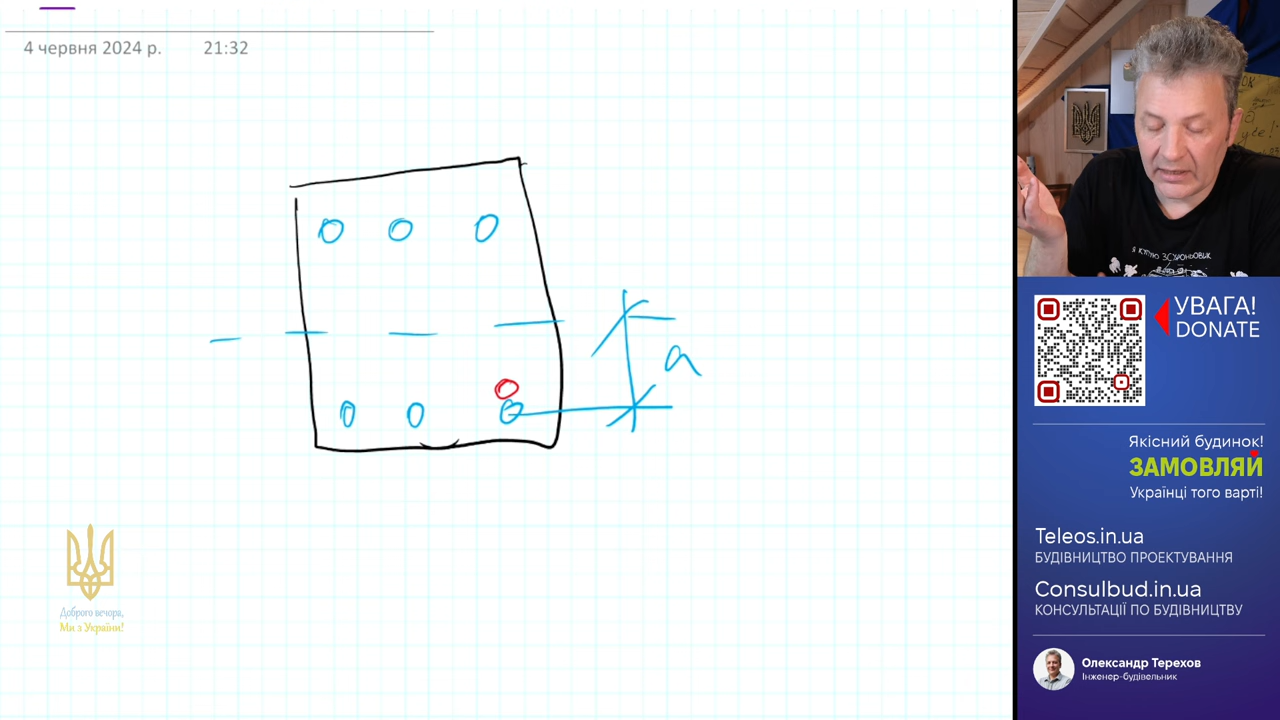 4 червня 2024 р. 21:32
a
Доброго вечора,
Ми з України!
Я КУПУЮ
УВАГА!
DONATE
Якісний будинок!
ЗАМОВЛЯЙ
Українці того варті!
Teleos.in.ua
БУДІВНИЦТВО ПРОЕКТУВАННЯ
Consulbud.in.ua
КОНСУЛЬТАЦІЇ ПО БУДІВНИЦТВУ
Олександр Терехов
Інженер-будівельник